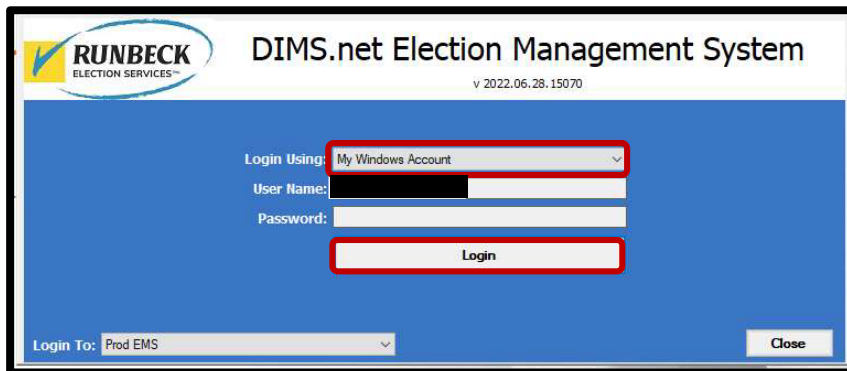 RUNBECK
ELECTION SERVICES℠
DIMS.net Election Management System
v 2022.06.28.15070
Login Using: My Windows Account
User Name:
Password:
Login
Login To: Prod EMS
Close